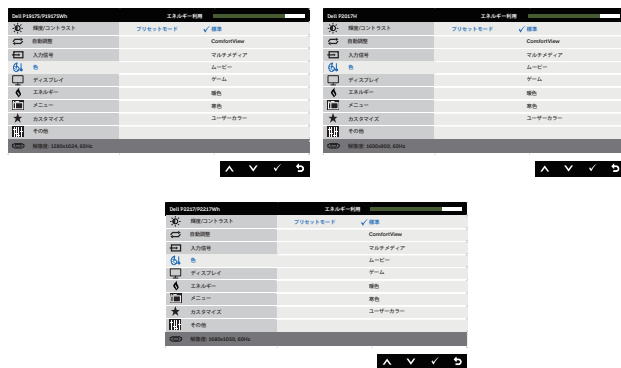 Dell P1917S/P1917SWh エネルギー利用
輝度/コントラスト プリセットモード ✓ 標準
自動調整 ComfortView
入力信号 マルチメディア
色 ムービー
ディスプレイ ゲーム
エネルギー 暖色
メニュー 寒色
カスタマイズ ユーザーカラー
その他
解像度: 1280x1024, 60Hz
Dell P2017H エネルギー利用
輝度/コントラスト プリセットモード ✓ 標準
自動調整 ComfortView
入力信号 マルチメディア
色 ムービー
ディスプレイ ゲーム
エネルギー 暖色
メニュー 寒色
カスタマイズ ユーザーカラー
その他
解像度: 1600x900, 60Hz
Dell P2217/P2217Wh エネルギー利用
輝度/コントラスト プリセットモード ✓ 標準
自動調整 ComfortView
入力信号 マルチメディア
色 ムービー
ディスプレイ ゲーム
エネルギー 暖色
メニュー 寒色
カスタマイズ ユーザーカラー
その他
解像度: 1680x1050, 60Hz